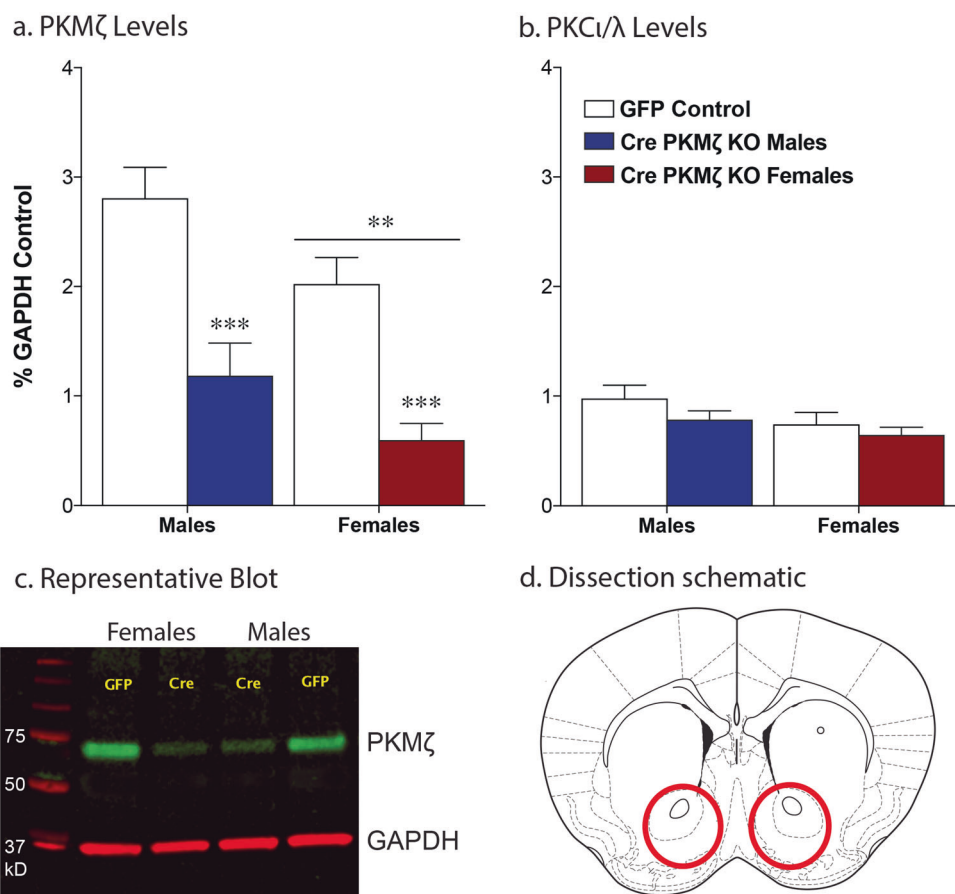 a. PKMζ Levels
4
3
2
1
0
% GAPDH Control
***
**
***
Males
Females
b. PKCι/λ Levels
4
3
2
1
0
GFP Control
Cre PKMζ KO Males
Cre PKMζ KO Females
Males
Females
c. Representative Blot
Females
Males
GFP
Cre
Cre
GFP
75
50
37
kD
PKMζ
GAPDH
d. Dissection schematic